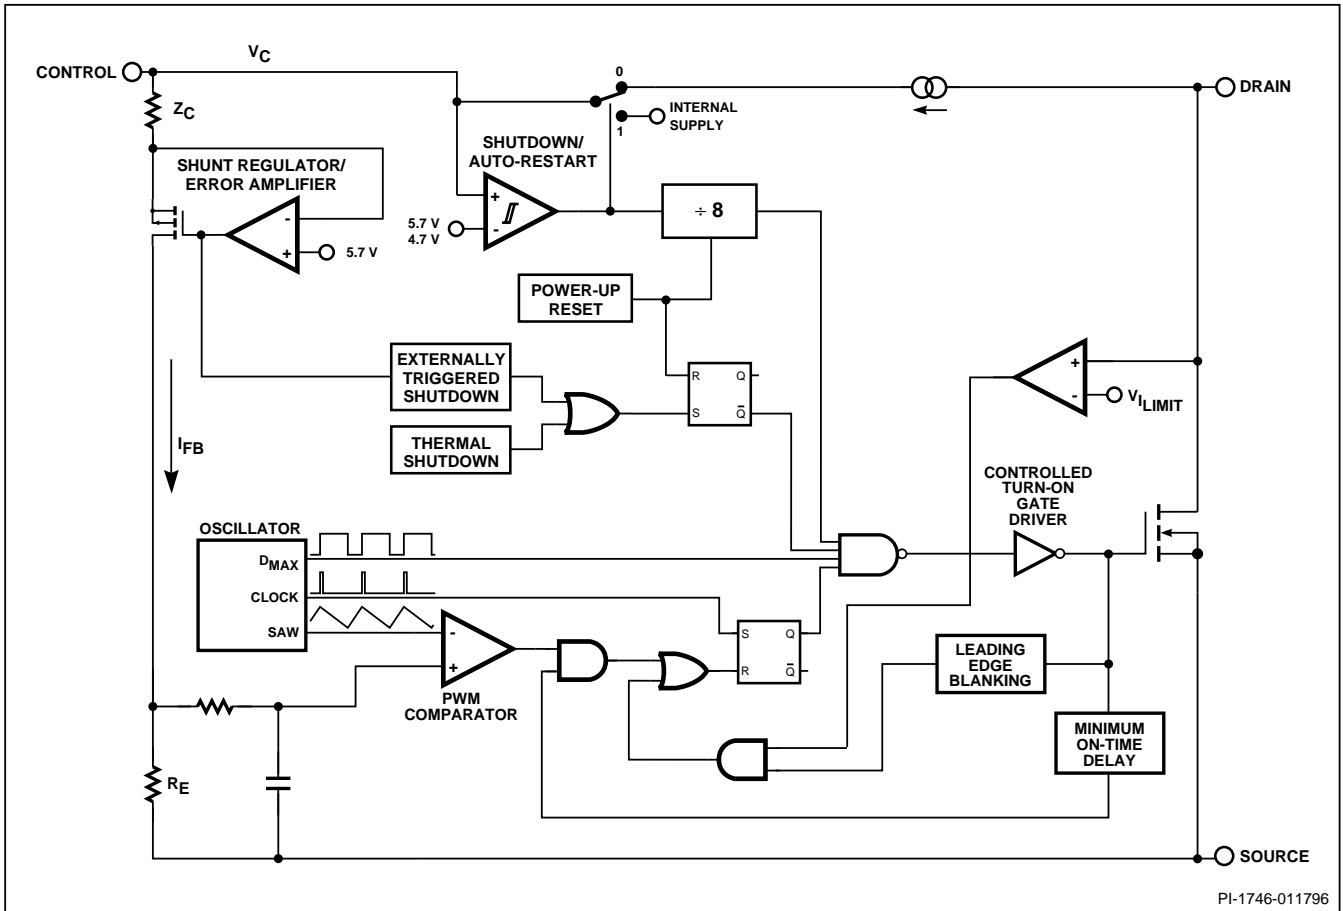 V_C
CONTROL
0
DRAIN
Z_C
INTERNAL
SUPPLY
1
SHUTDOWN/
AUTO-RESTART
SHUNT REGULATOR/
ERROR AMPLIFIER
+
-
5.7 V
4.7 V
÷ 8
-
+
5.7 V
POWER-UP
RESET
EXTERNALLY
TRIGGERED
SHUTDOWN
R
Q
S
Q̅
+
-
V_I_LIMIT
THERMAL
SHUTDOWN
I_FB
CONTROLLED
TURN-ON
GATE
DRIVER
OSCILLATOR
D_MAX
CLOCK
SAW
-
+
PWM
COMPARATOR
S
Q
R
Q̅
LEADING
EDGE
BLANKING
MINIMUM
ON-TIME
DELAY
R_E
SOURCE
PI-1746-011796